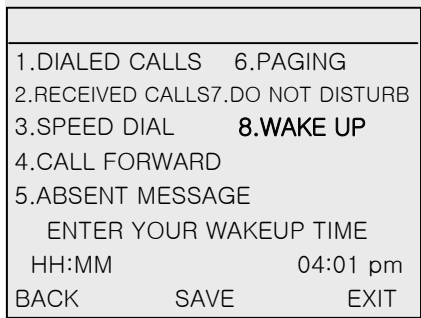 1.DIALED CALLS 6.PAGING
2.RECEIVED CALLS7.DO NOT DISTURB
3.SPEED DIAL 8.WAKE UP
4.CALL FORWARD
5.ABSENT MESSAGE
ENTER YOUR WAKEUP TIME
HH:MM 04:01 pm
BACK SAVE EXIT